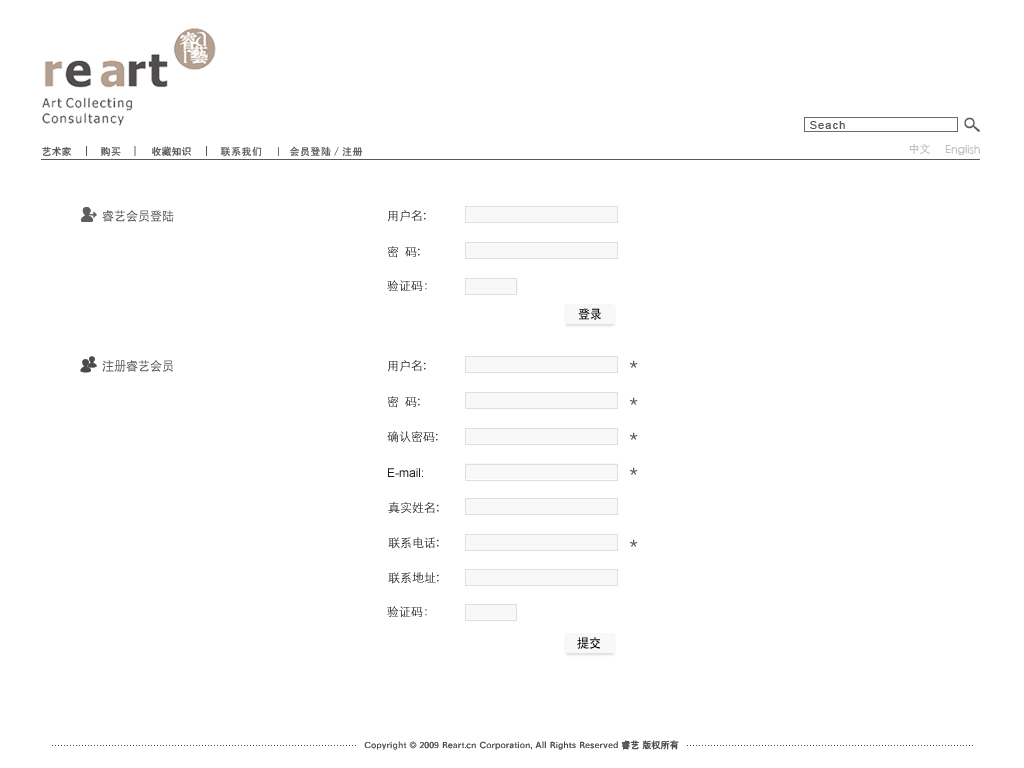 睿艺
re art
Art Collecting
Consultancy
Seach
艺术家 | 购买 | 收藏知识 | 联系我们 | 会员登陆 / 注册
中文 English
睿艺会员登陆
用户名:
密 码:
验证码:
登录
注册睿艺会员
用户名: *
密 码: *
确认密码: *
E-mail: *
真实姓名:
联系电话: *
联系地址:
验证码:
提交
Copyright © 2009 Reart.cn Corporation, All Rights Reserved 睿艺 版权所有